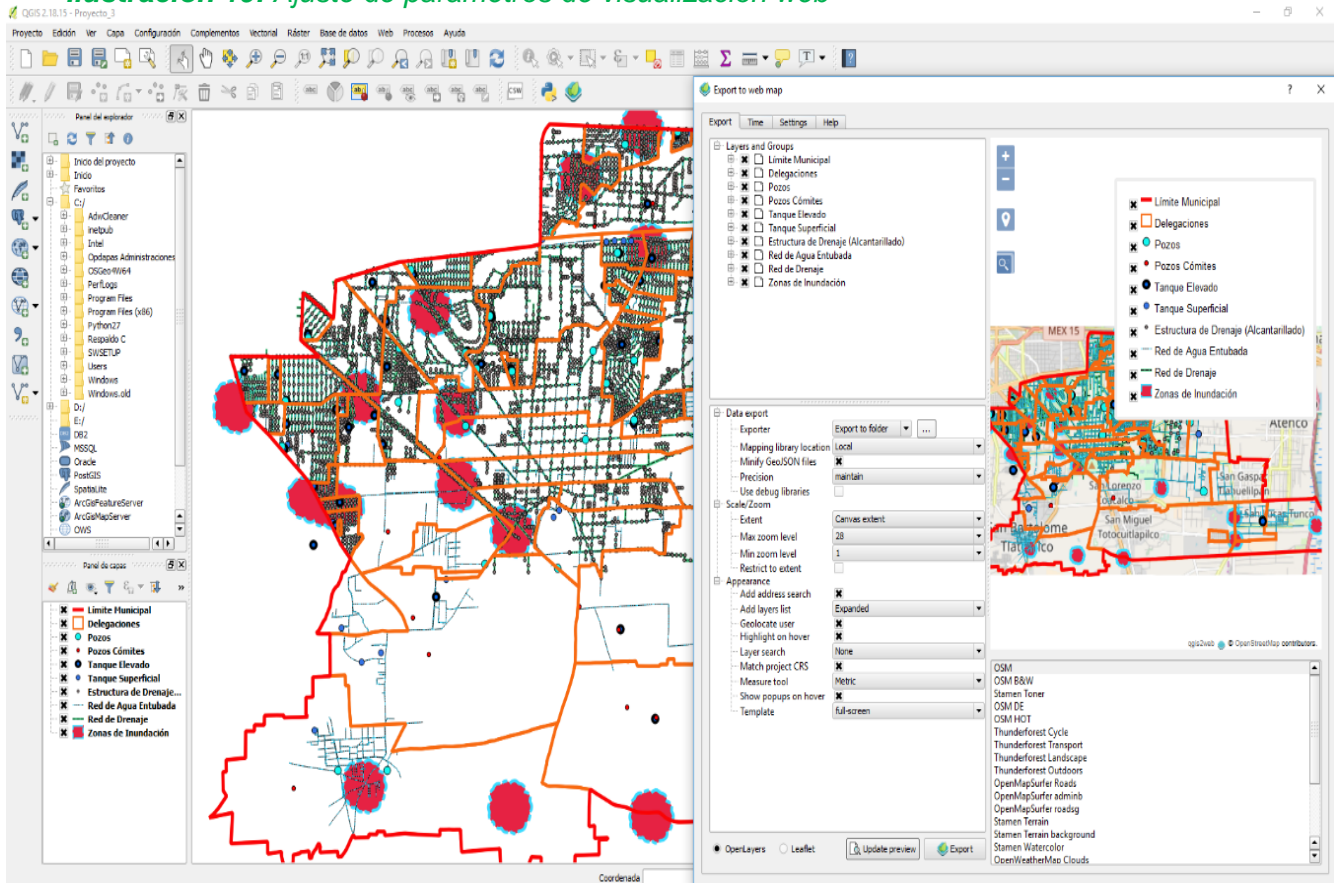 Ilustración 15. Ajuste de parámetros de visualización web
QGIS 2.18.15 - Proyecto_3
Proyecto Edición Ver Capa Configuración Complementos Vectorial Ráster Base de datos Web Procesos Ayuda
Panel del explorador
Inicio del proyecto
Inicio
Favoritos
C:/
AdwCleaner
inetpub
Intel
Opdapas Administraciones
OSGeo4W64
PerfLogs
Program Files
Program Files (x86)
Python27
Respaldo C
SWSETUP
Users
Windows
Windows.old
D:/
E:/
DB2
MSSQL
Oracle
PostGIS
SpatiaLite
ArcGisFeatureServer
ArcGisMapServer
OWS
Panel de capas
Límite Municipal
Delegaciones
Pozos
Pozos Cómites
Tanque Elevado
Tanque Superficial
Estructura de Drenaje...
Red de Agua Entubada
Red de Drenaje
Zonas de Inundación
Coordenada
Export to web map
Export Time Settings Help
Layers and Groups
Límite Municipal
Delegaciones
Pozos
Pozos Cómites
Tanque Elevado
Tanque Superficial
Estructura de Drenaje (Alcantarillado)
Red de Agua Entubada
Red de Drenaje
Zonas de Inundación
Data export
Exporter Export to folder ...
Mapping library location Local
Minify GeoJSON files
Precision maintain
Use debug libraries
Scale/Zoom
Extent Canvas extent
Max zoom level 28
Min zoom level 1
Restrict to extent
Appearance
Add address search
Add layers list Expanded
Geolocate user
Highlight on hover
Layer search None
Match project CRS
Measure tool Metric
Show popups on hover
Template full-screen
OpenLayers Leaflet Update preview Export
+
−
Límite Municipal
Delegaciones
Pozos
Pozos Cómites
Tanque Elevado
Tanque Superficial
Estructura de Drenaje (Alcantarillado)
Red de Agua Entubada
Red de Drenaje
Zonas de Inundación
MEX 15
Atenco
San Miguel
Totocuitlapilco
qgis2web © OpenStreetMap contributors.
OSM
OSM B&W
Stamen Toner
OSM DE
OSM HOT
Thunderforest Cycle
Thunderforest Transport
Thunderforest Landscape
Thunderforest Outdoors
OpenMapSurfer Roads
OpenMapSurfer adminb
OpenMapSurfer roadsg
Stamen Terrain
Stamen Terrain background
Stamen Watercolor
OpenWeatherMap Clouds